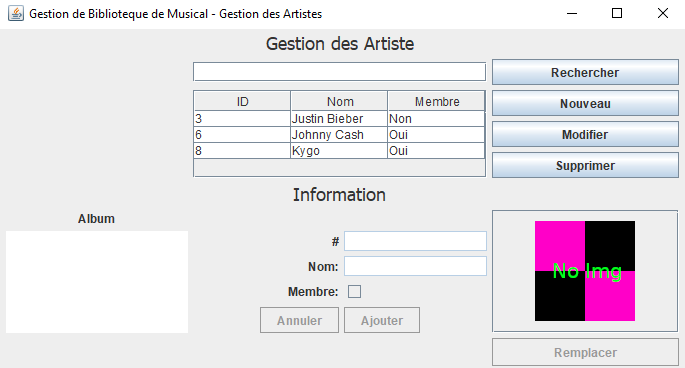 Gestion de Biblioteque de Musical - Gestion des Artistes
Gestion des Artiste
Rechercher
ID Nom Membre
3 Justin Bieber Non
6 Johnny Cash Oui
8 Kygo Oui
Nouveau
Modifier
Supprimer
Information
Album
#
Nom:
Membre:
Annuler Ajouter
No Img
Remplacer